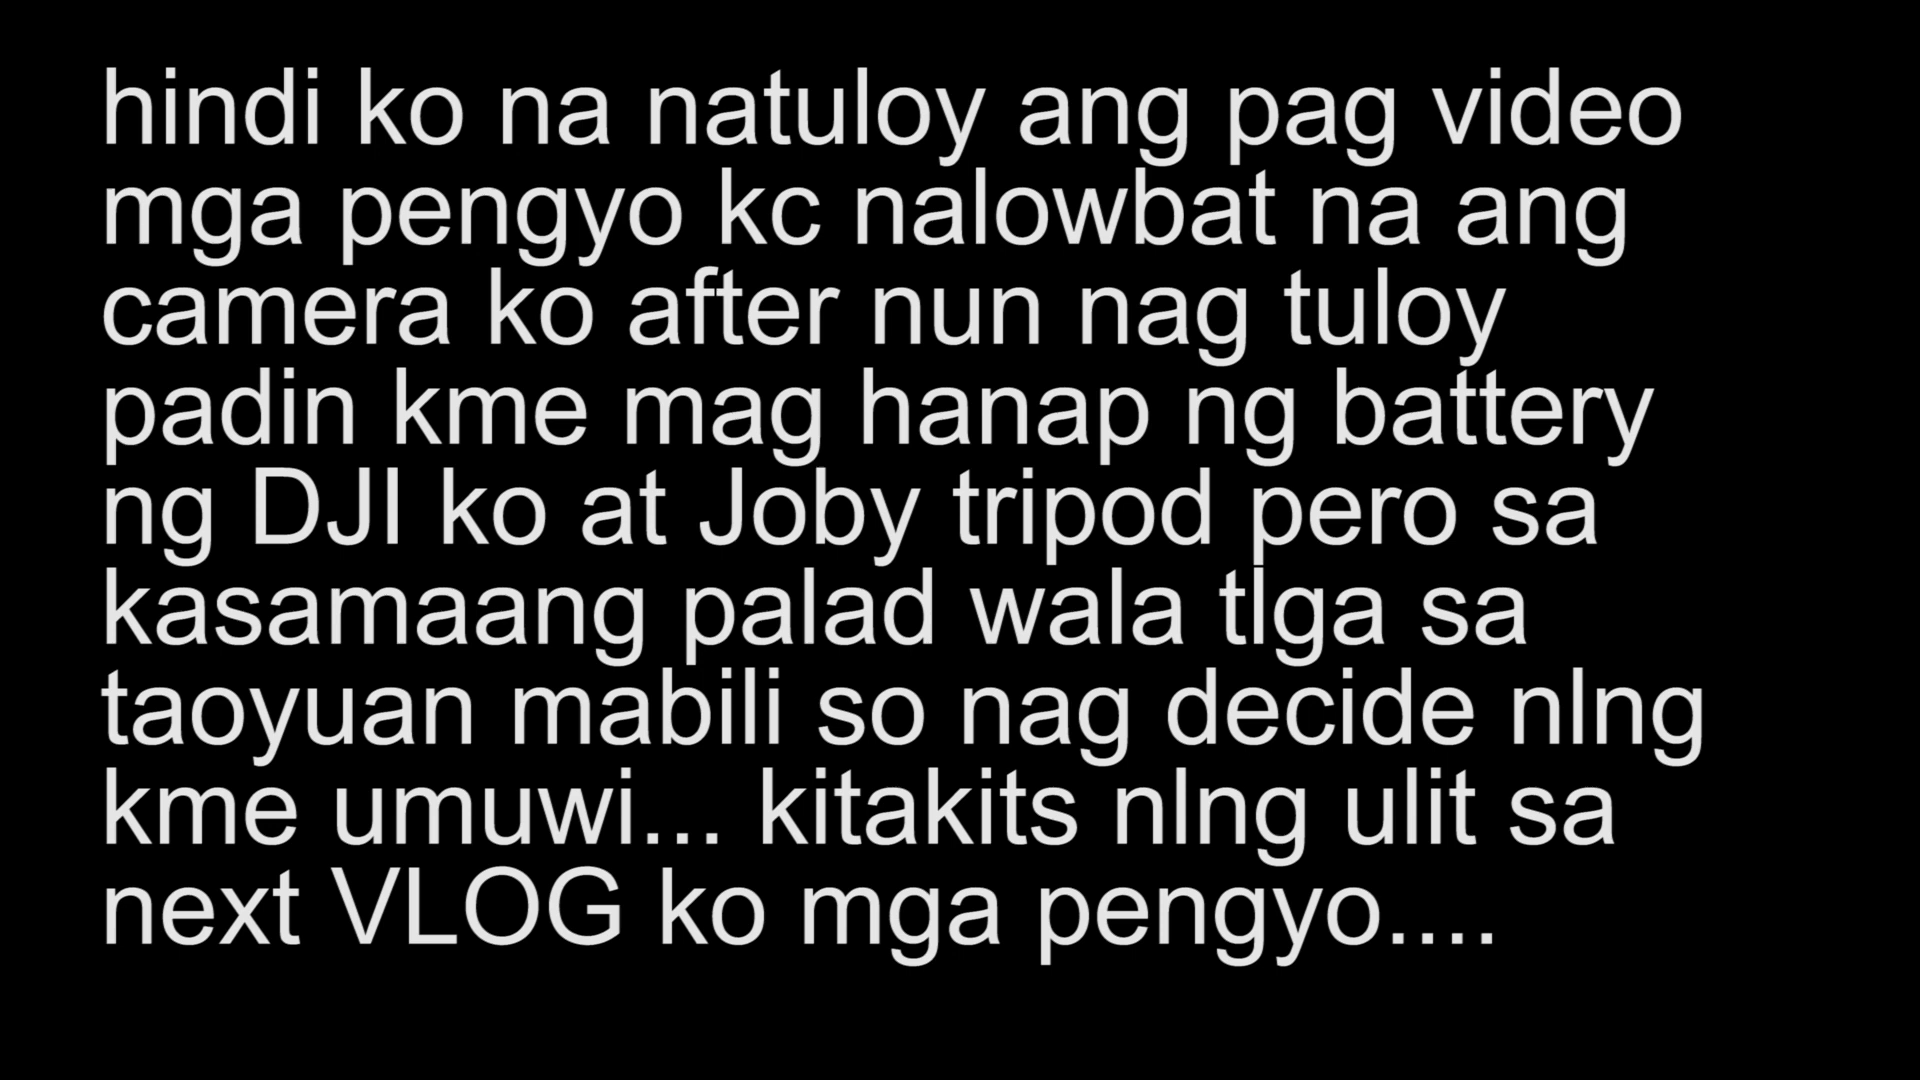 hindi ko na natuloy ang pag video
mga pengyo kc nalowbat na ang
camera ko after nun nag tuloy
padin kme mag hanap ng battery
ng DJI ko at Joby tripod pero sa
kasamaang palad wala tlga sa
taoyuan mabili so nag decide nlng
kme umuwi... kitakits nlng ulit sa
next VLOG ko mga pengyo....